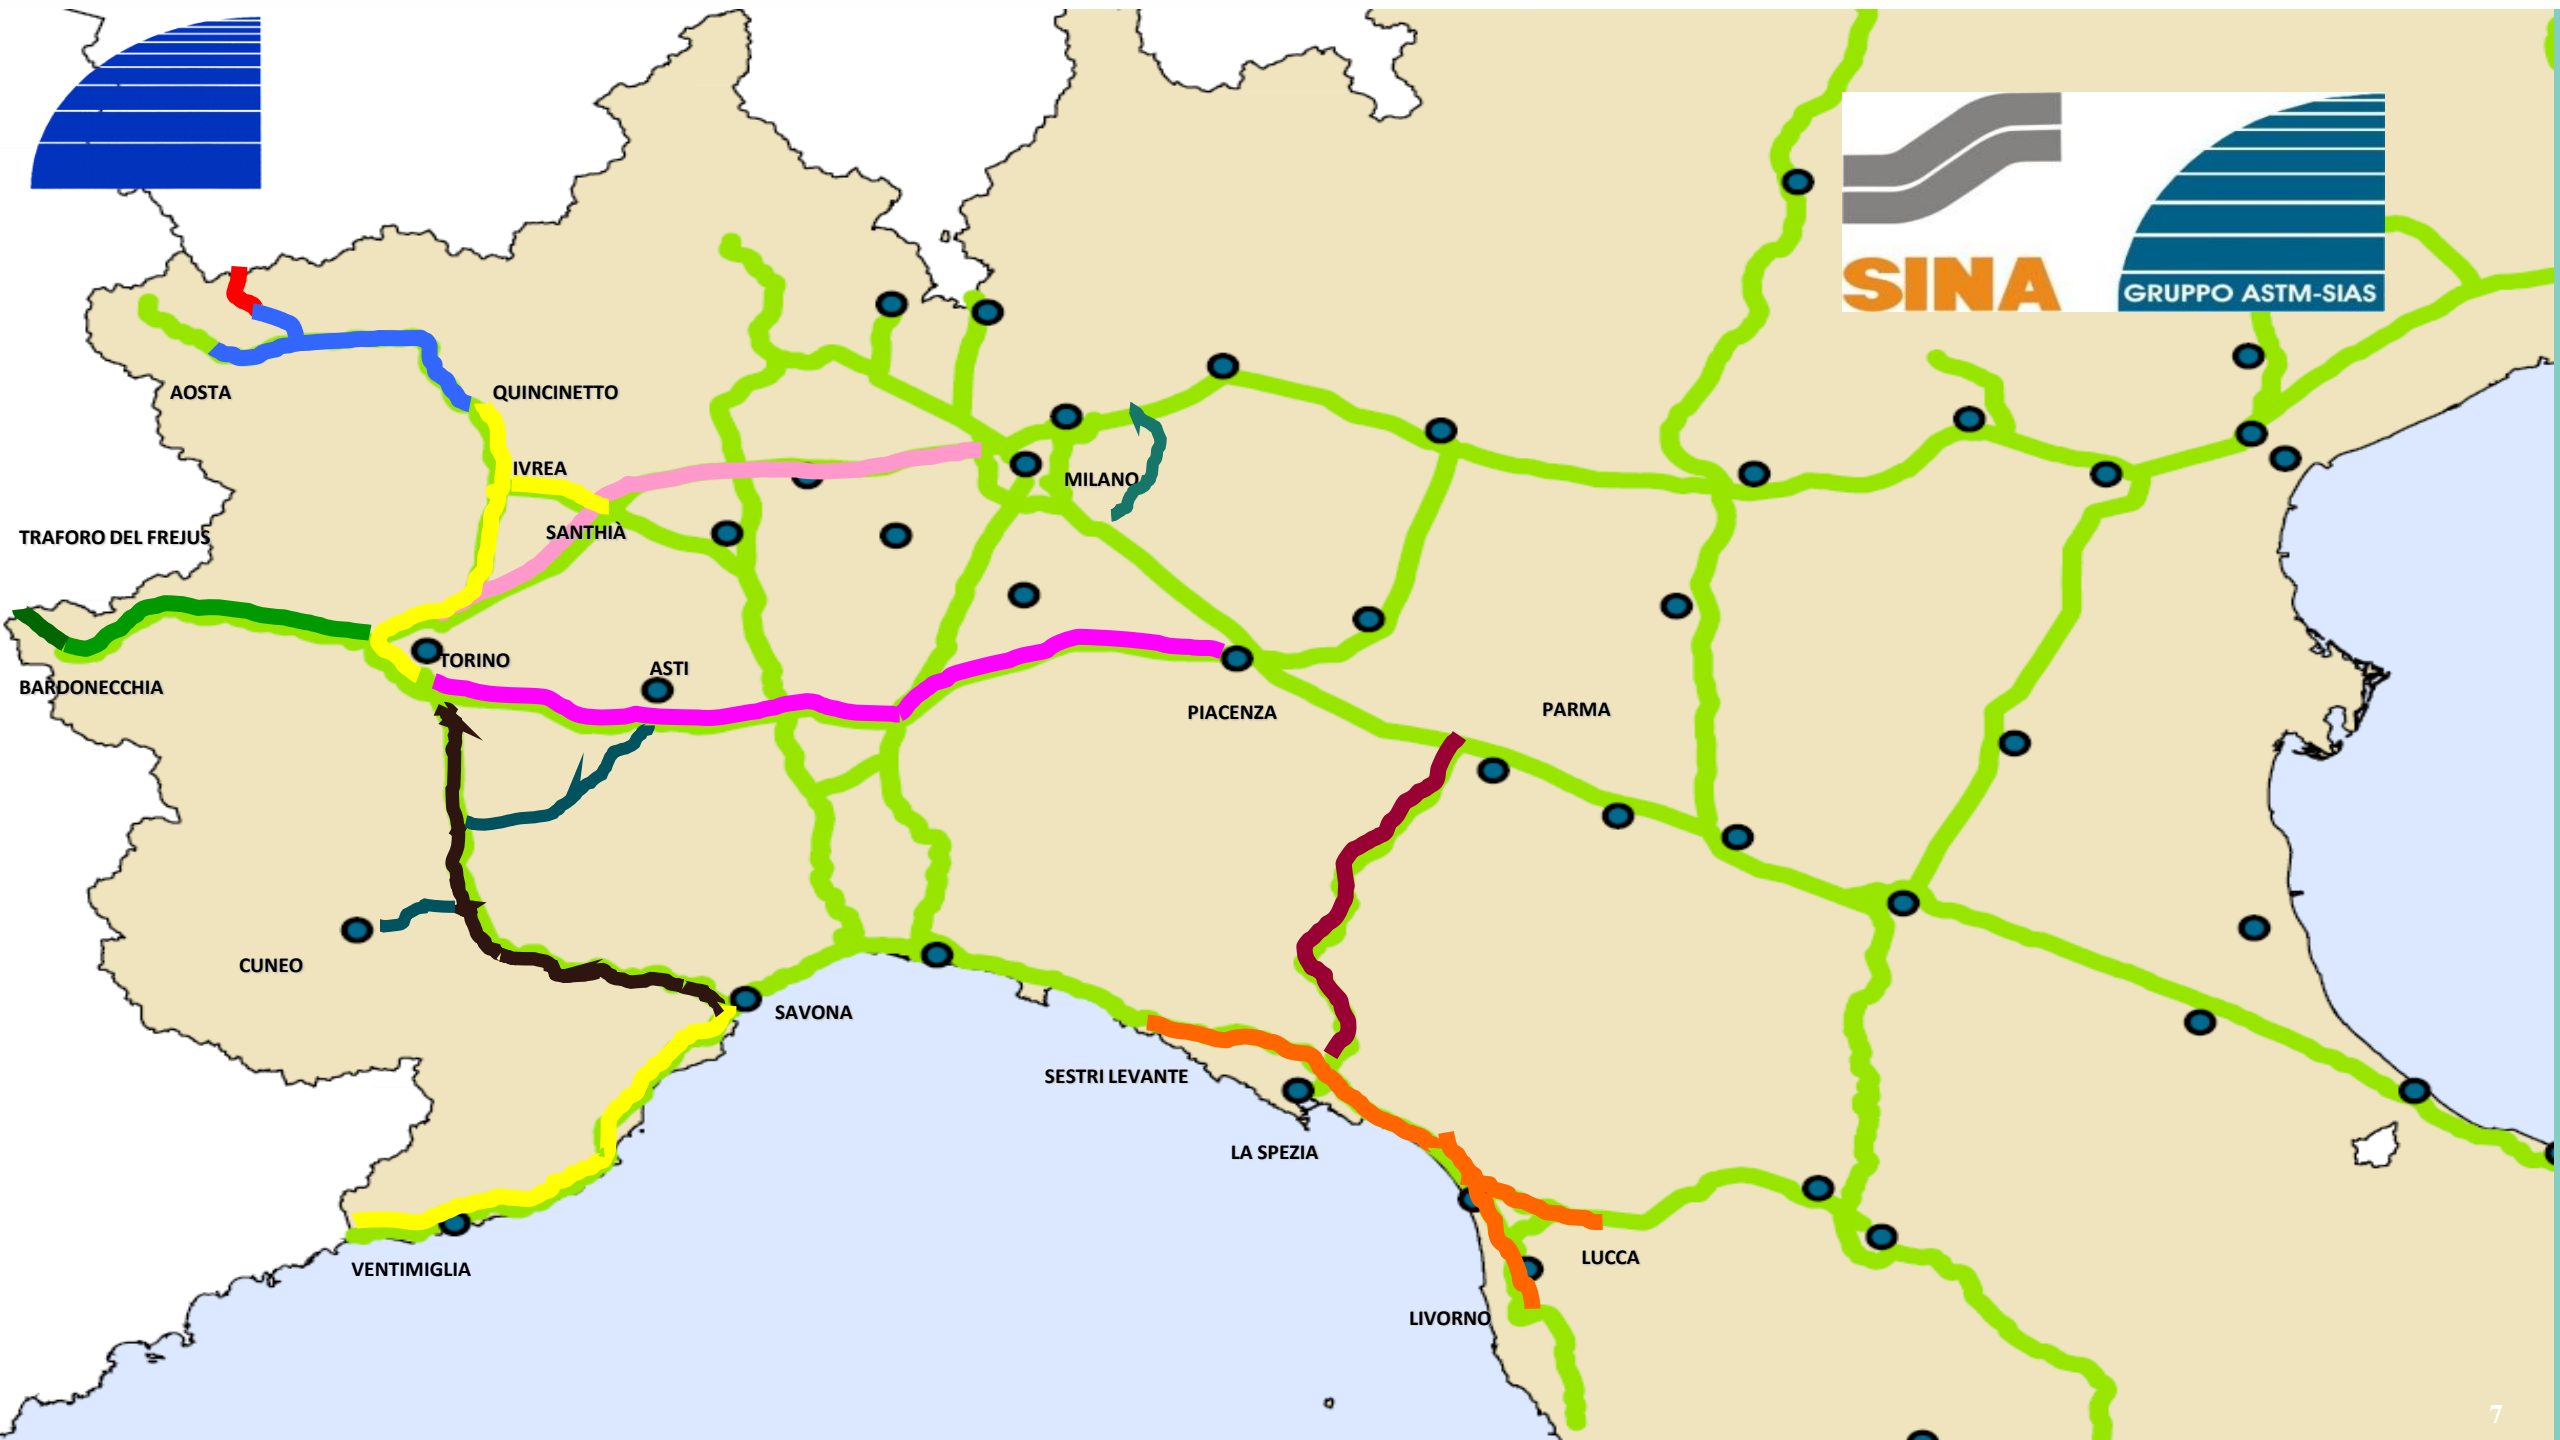 SINA
GRUPPO ASTM-SIAS
AOSTA
QUINCINETTO
IVREA
MILANO
SANTHIÀ
TRAFORO DEL FREJUS
TORINO
ASTI
BARDONECCHIA
PIACENZA
PARMA
CUNEO
SAVONA
SESTRI LEVANTE
LA SPEZIA
LUCCA
VENTIMIGLIA
LIVORNO
7